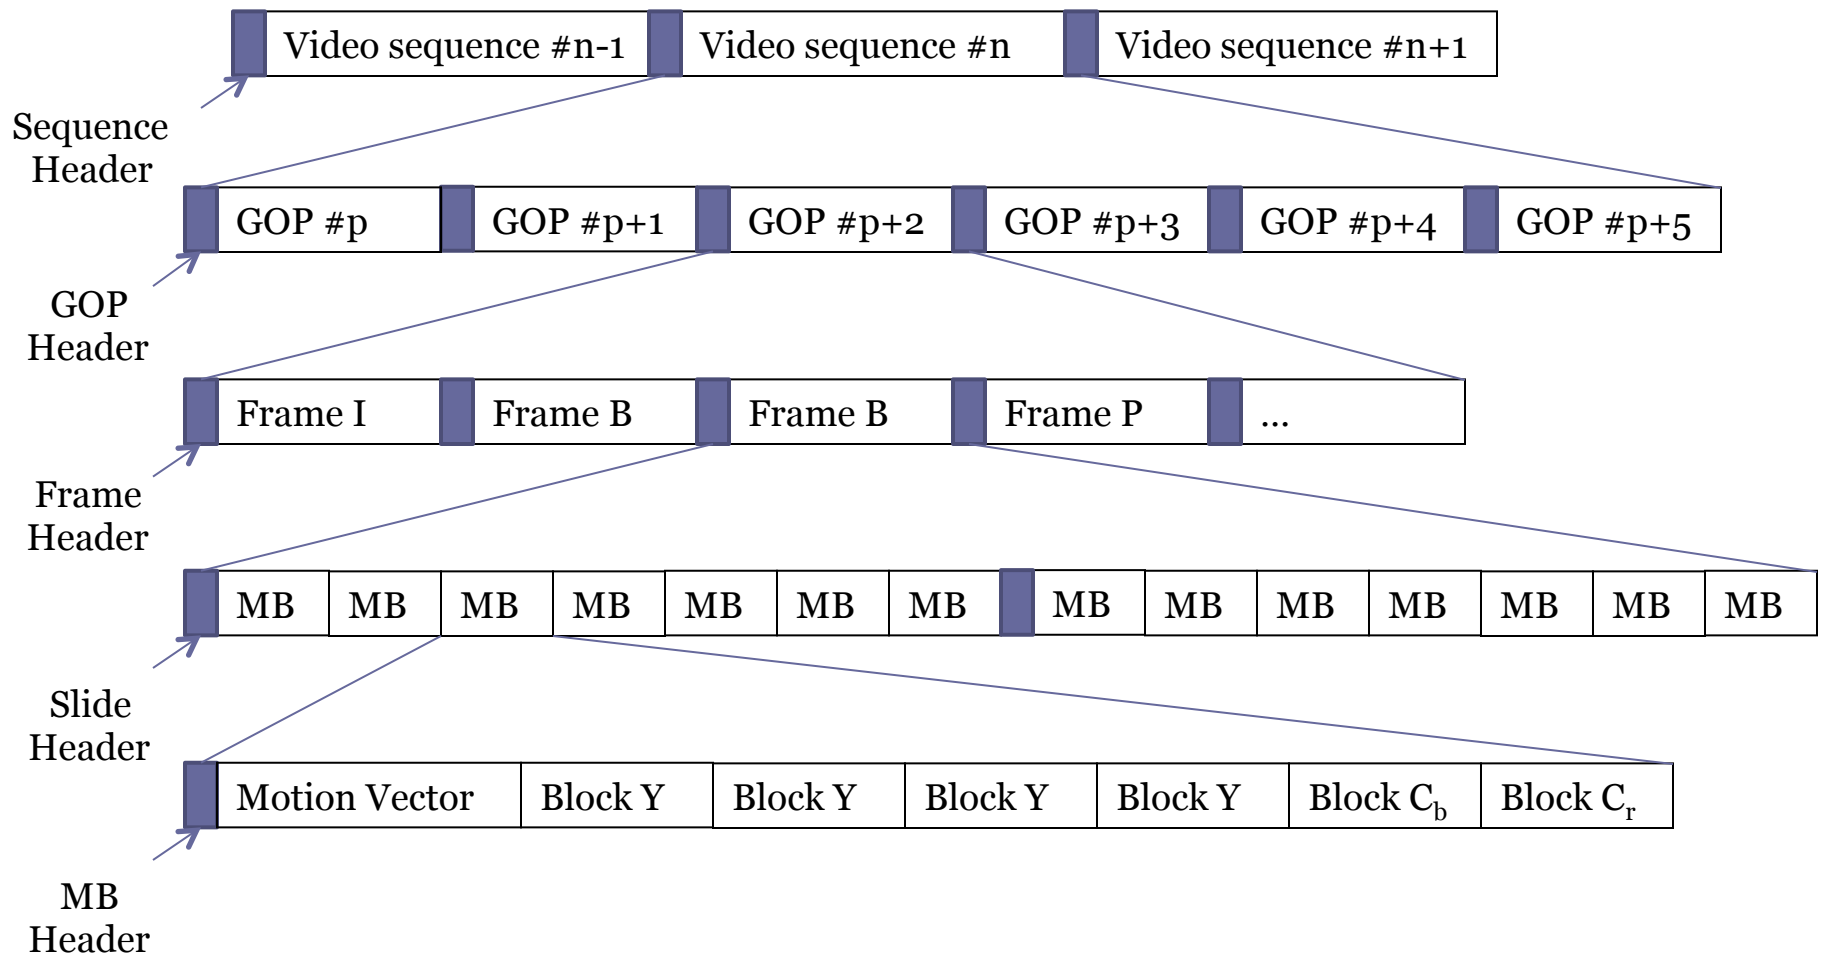 Video sequence #n-1 Video sequence #n Video sequence #n+1
Sequence
Header
GOP #p GOP #p+1 GOP #p+2 GOP #p+3 GOP #p+4 GOP #p+5
GOP
Header
Frame I Frame B Frame B Frame P ...
Frame
Header
MB MB MB MB MB MB MB MB MB MB MB MB MB MB
Slide
Header
Motion Vector Block Y Block Y Block Y Block Y Block Cb Block Cr
MB
Header